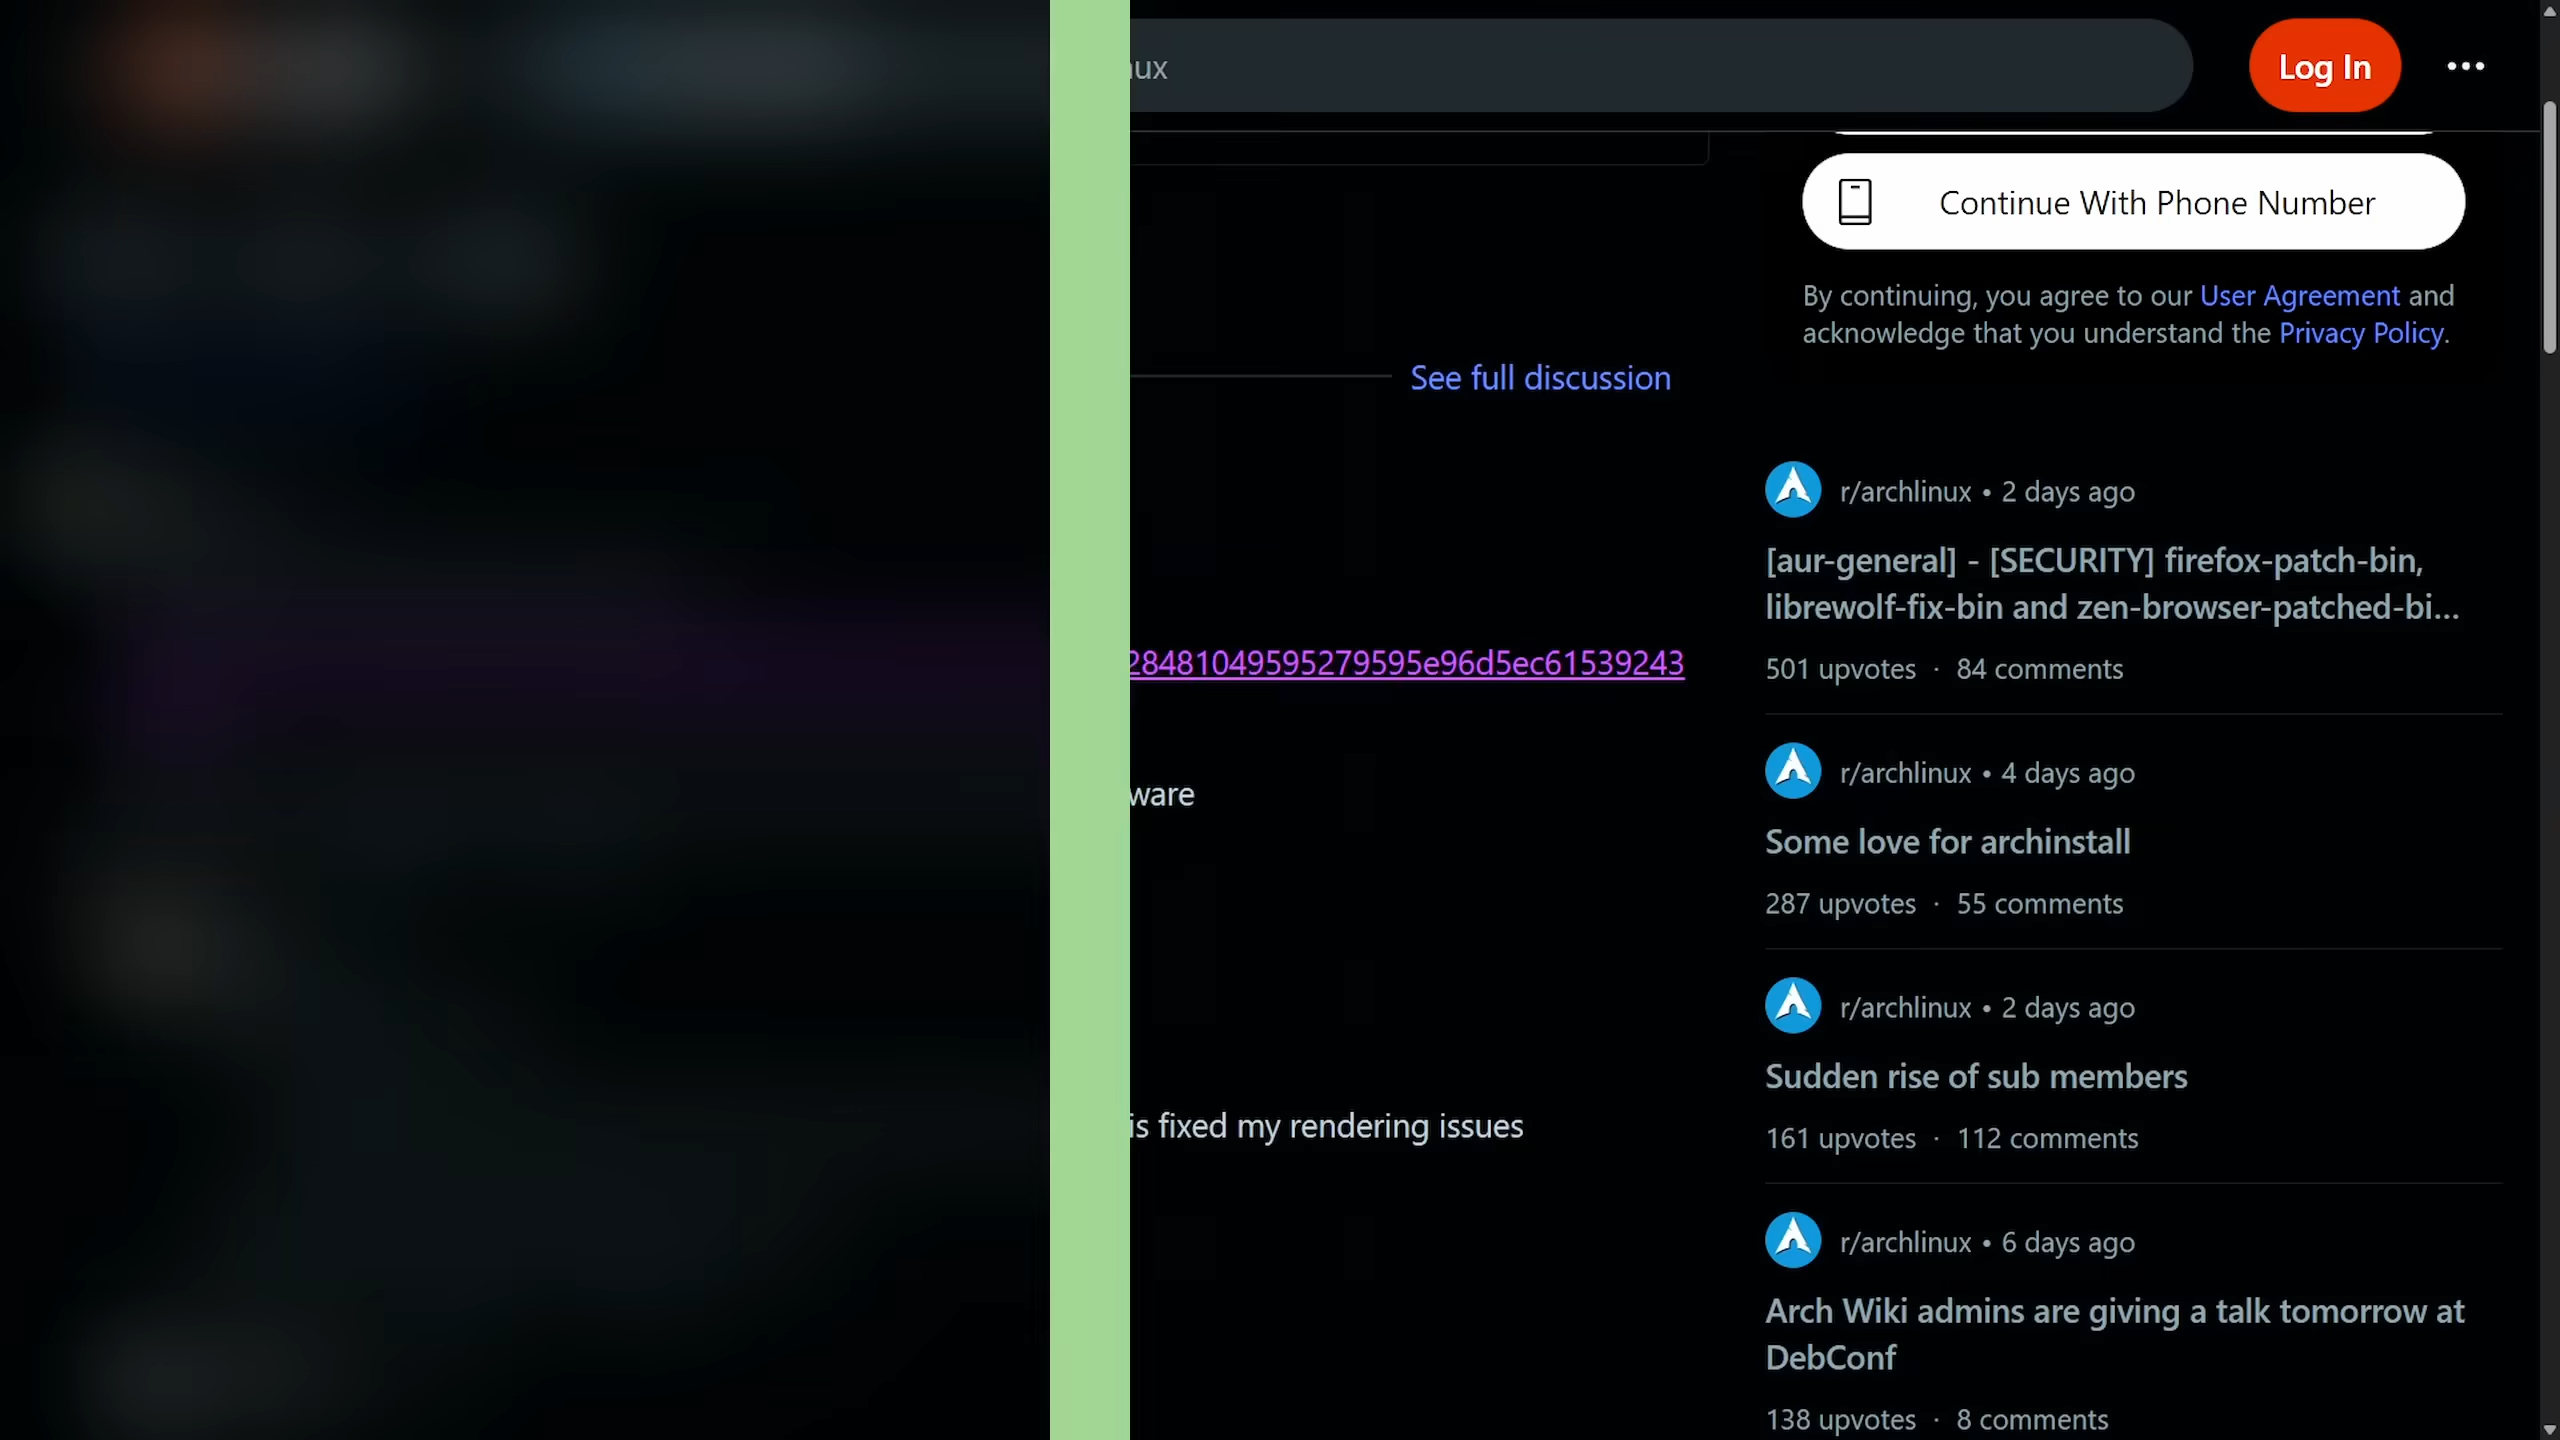 ux
Log In
Continue With Phone Number
By continuing, you agree to our User Agreement and
acknowledge that you understand the Privacy Policy.
See full discussion
r/archlinux • 2 days ago
[aur-general] - [SECURITY] firefox-patch-bin,
librewolf-fix-bin and zen-browser-patched-bi...
28481049595279595e96d5ec61539243
501 upvotes · 84 comments
r/archlinux • 4 days ago
ware
Some love for archinstall
287 upvotes · 55 comments
r/archlinux • 2 days ago
Sudden rise of sub members
is fixed my rendering issues
161 upvotes · 112 comments
r/archlinux • 6 days ago
Arch Wiki admins are giving a talk tomorrow at
DebConf
138 upvotes · 8 comments